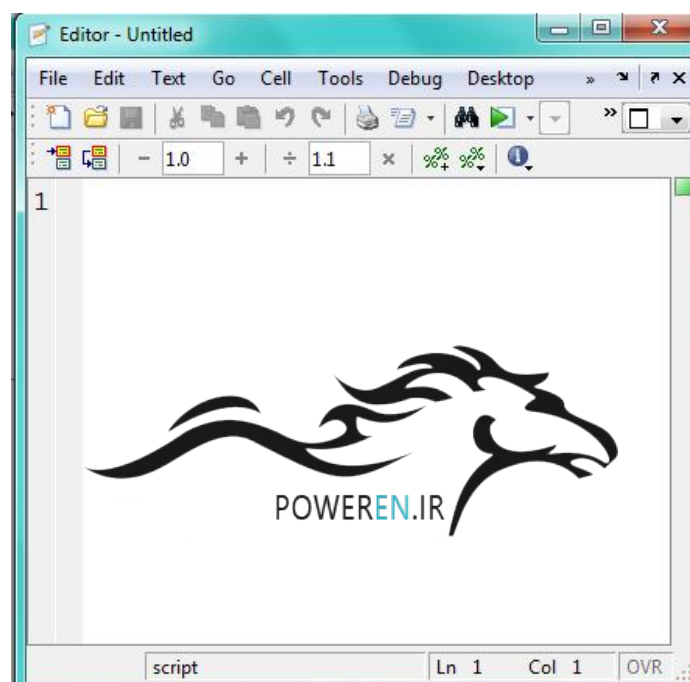 Editor - Untitled
File Edit Text Go Cell Tools Debug Desktop »
»
− 1.0 + ÷ 1.1 ×
1
POWEREN.IR
script Ln 1 Col 1 OVR